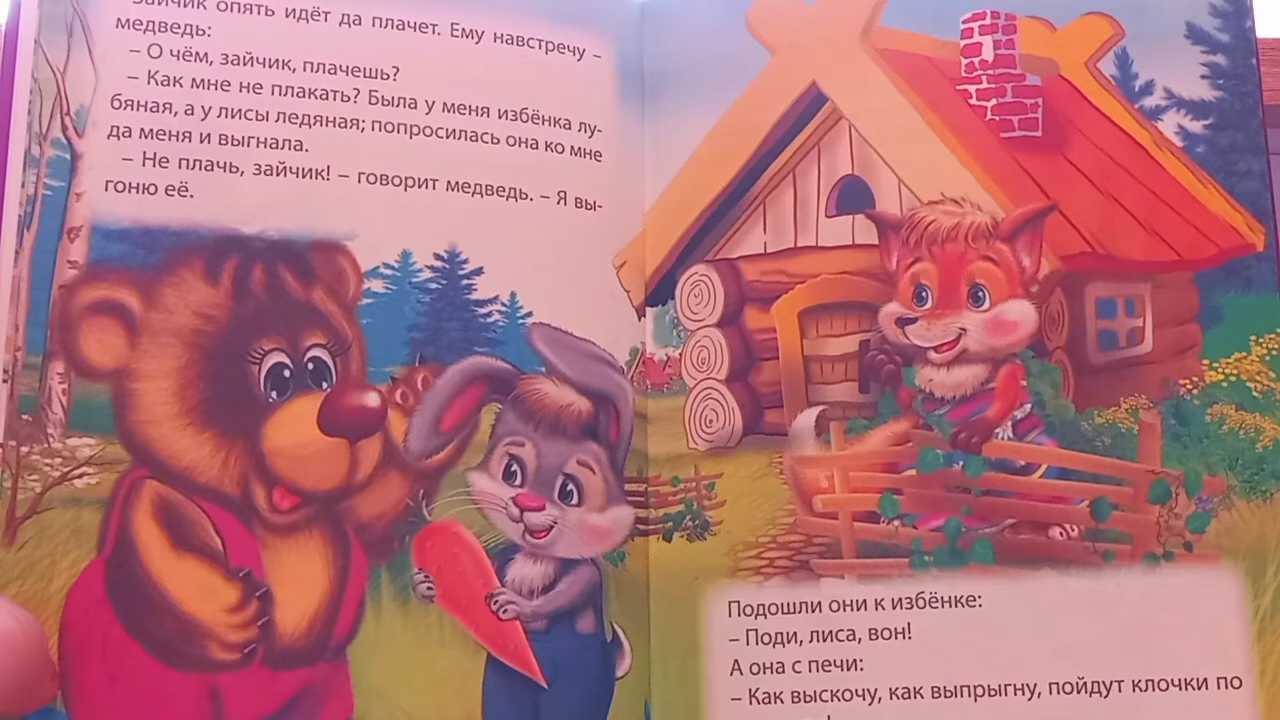 Зайчик опять идёт да плачет. Ему навстречу –
медведь:
– О чём, зайчик, плачешь?
– Как мне не плакать? Была у меня избёнка лу-
бяная, а у лисы ледяная; попросилась она ко мне
да меня и выгнала.
– Не плачь, зайчик! – говорит медведь. – Я вы-
гоню её.
Подошли они к избёнке:
– Поди, лиса, вон!
А она с печи:
– Как выскочу, как выпрыгну, пойдут клочки по